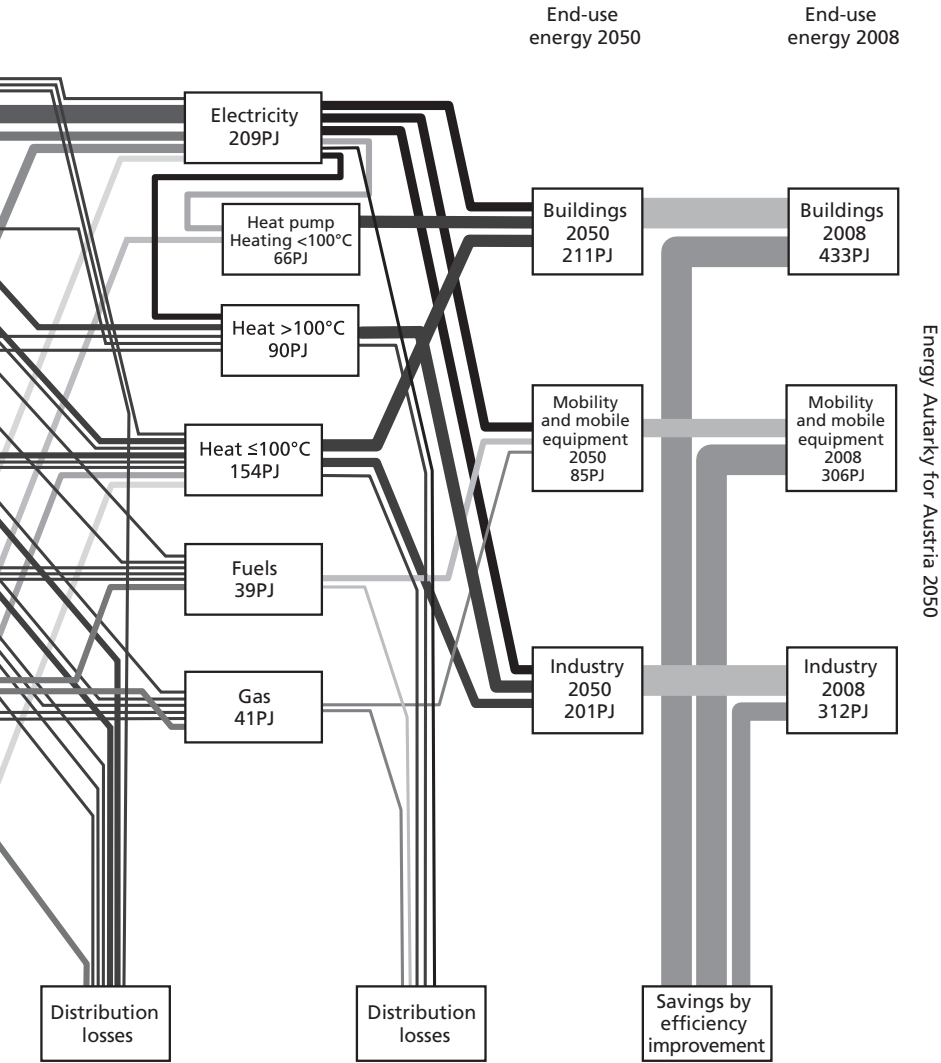 End-use
energy 2050
End-use
energy 2008
Electricity
209PJ
Heat pump
Heating <100°C
66PJ
Buildings
2050
211PJ
Buildings
2008
433PJ
Heat >100°C
90PJ
Mobility
and mobile
equipment
2050
85PJ
Mobility
and mobile
equipment
2008
306PJ
Heat ≤100°C
154PJ
Fuels
39PJ
Gas
41PJ
Industry
2050
201PJ
Industry
2008
312PJ
Distribution
losses
Distribution
losses
Savings by
efficiency
improvement
Energy Autarky for Austria 2050